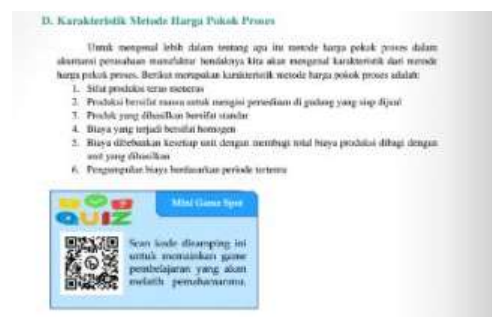 D. Karakteristik Metode Harga Pokok Proses
Untuk mengenal lebih dalam tentang apa itu metode harga pokok proses dalam
akuntansi perusahaan manufaktur hendaknya kita akan mengenal karakteristik dari metode
harga pokok proses. Berikut merupakan karakteristik metode harga pokok proses adalah:
1. Sifat produksi terus menerus
2. Produksi bersifat massa untuk mengisi persediaan di gudang yang siap dijual
3. Produk yang dihasilkan bersifat standar
4. Biaya yang terjadi bersifat homogen
5. Biaya dibebankan kesetiap unit dengan membagi total biaya produksi dibagi dengan
unit yang dihasilkan
6. Pengumpulan biaya berdasarkan periode tertentu
QUIZ
Mini Game Spot
Scan kode disamping ini
untuk memainkan game
pembelajaran yang akan
melatih pemahamanmu.